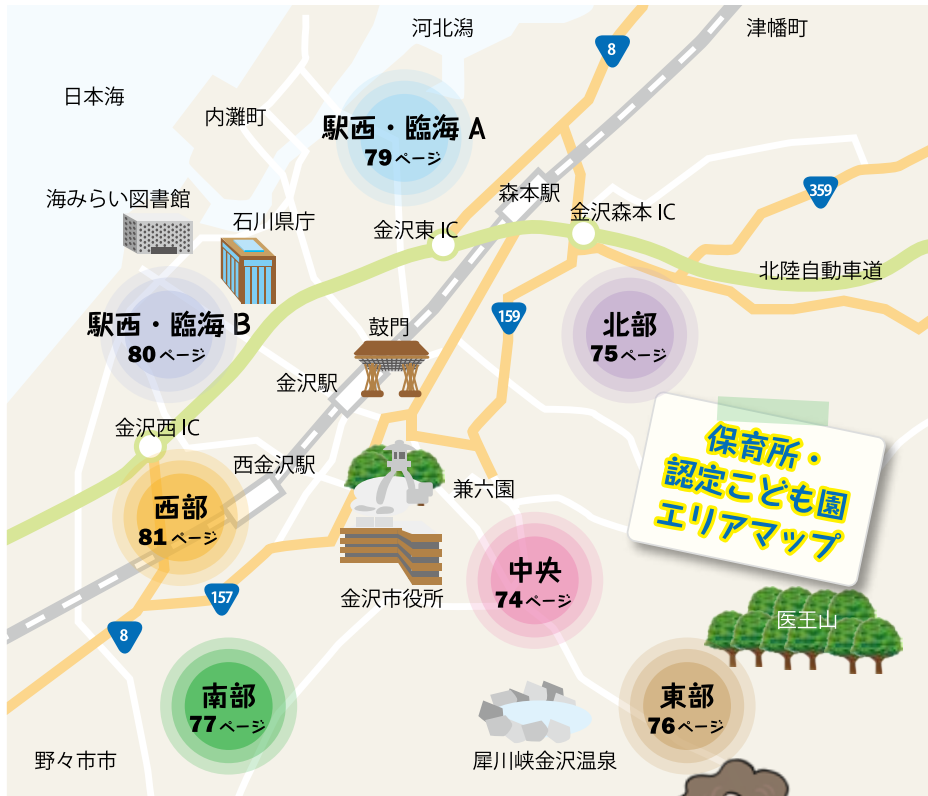 河北潟
津幡町
8
日本海
内灘町
駅西・臨海 A
79ページ
森本駅
359
海みらい図書館
石川県庁
金沢東 IC
金沢森本 IC
北陸自動車道
駅西・臨海 B
80ページ
鼓門
159
北部
75ページ
金沢駅
金沢西 IC
保育所・
認定こども園
エリアマップ
西金沢駅
兼六園
西部
81ページ
中央
74ページ
157
金沢市役所
8
医王山
南部
77ページ
東部
76ページ
野々市市
犀川峡金沢温泉